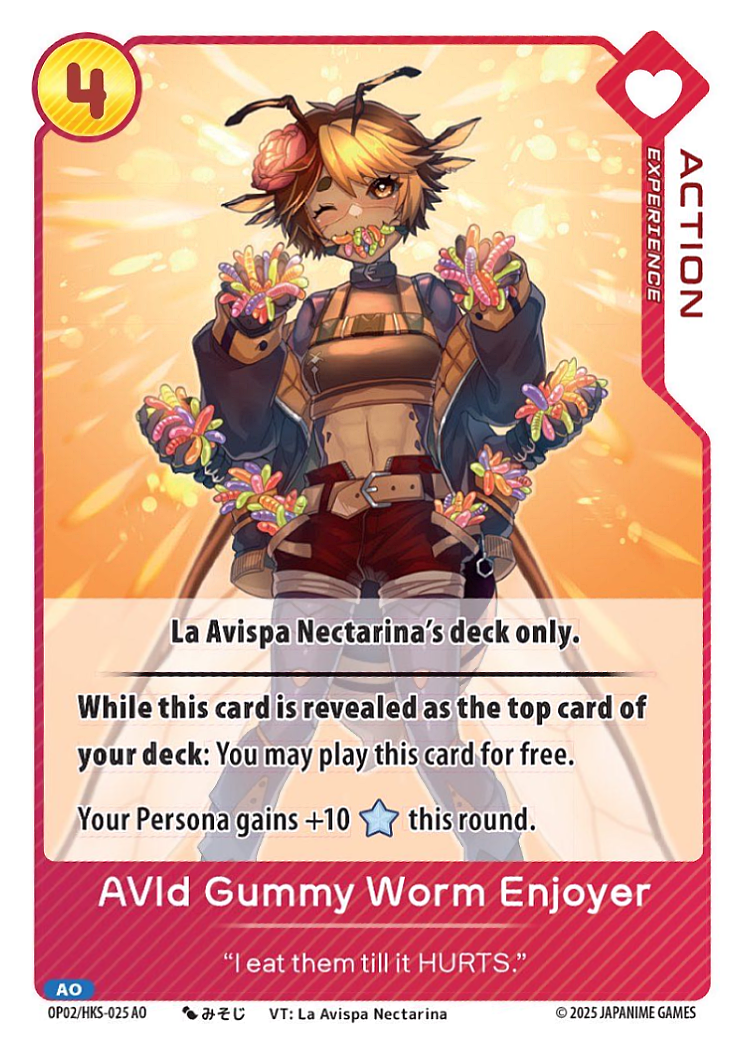 4
ACTION
EXPERIENCE
La Avispa Nectarina's deck only.
While this card is revealed as the top card of
your deck: You may play this card for free.
Your Persona gains +10 this round.
AVId Gummy Worm Enjoyer
“I eat them till it HURTS.”
AO
OP02/HKS-025 AO みそじ VT: La Avispa Nectarina © 2025 JAPANIME GAMES